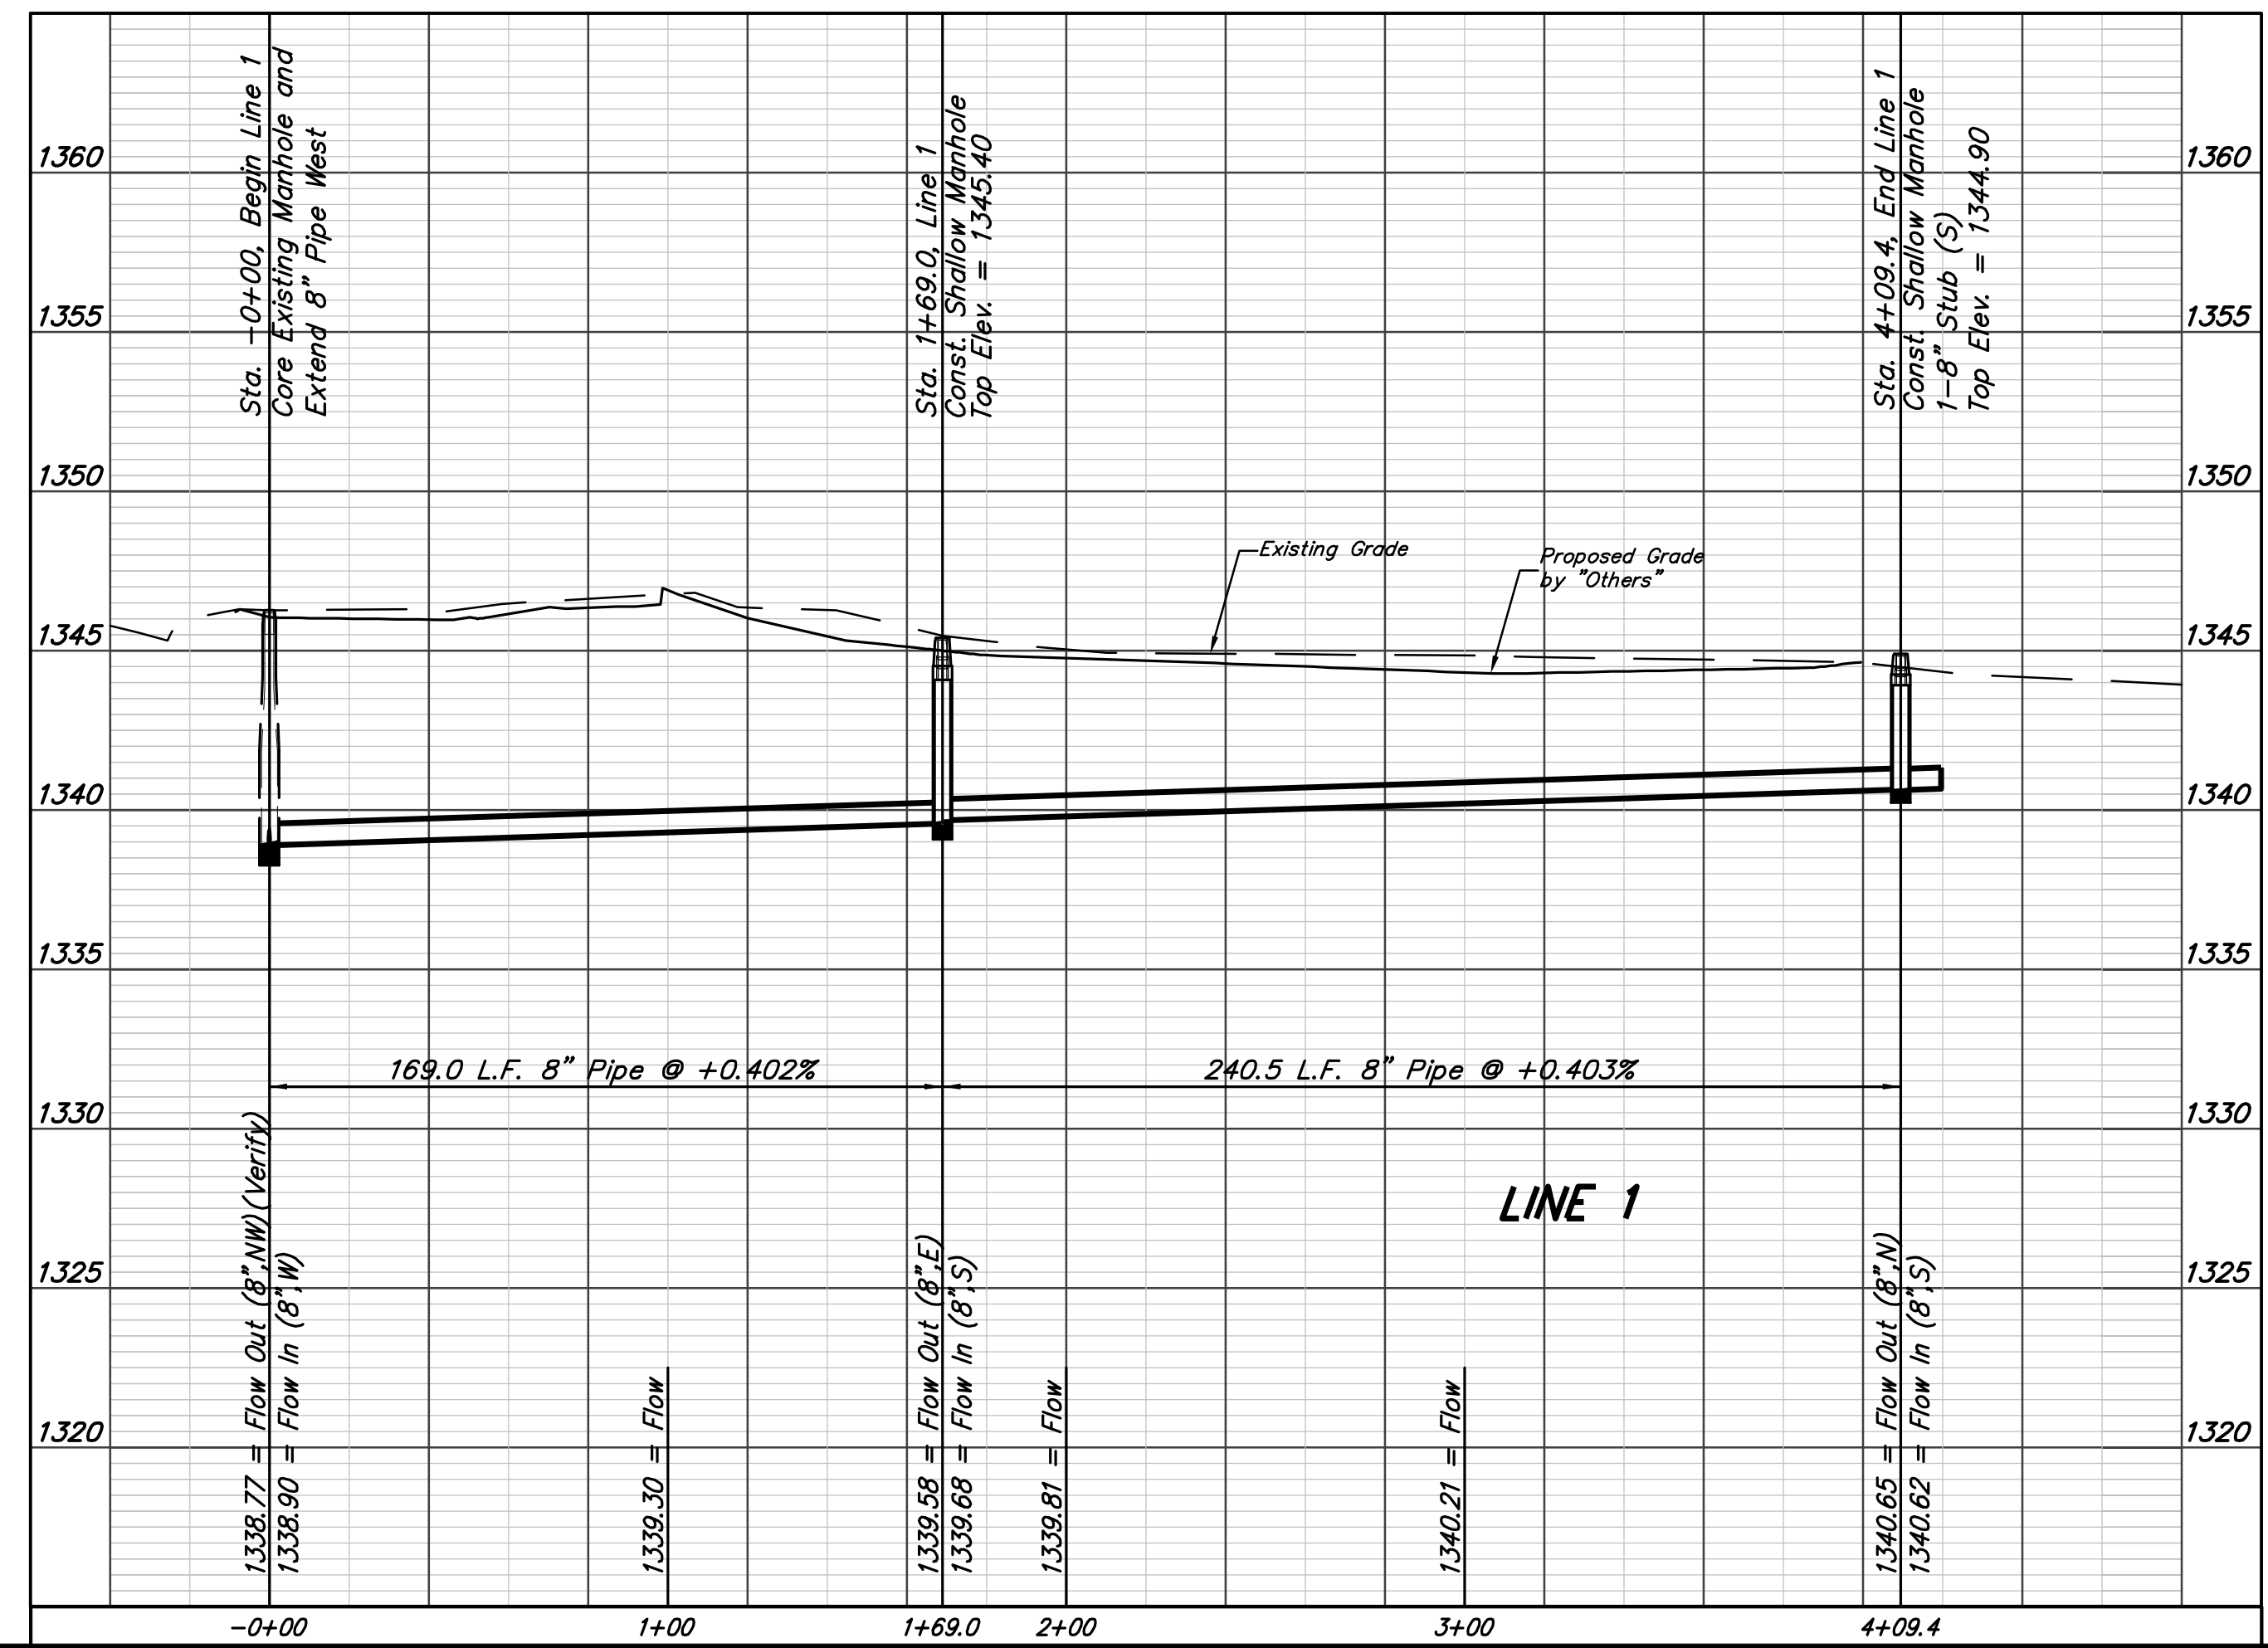 Sta. -0+00, Begin Line 1
Core Existing Manhole and
Extend 8" Pipe West
Sta. 1+69.0, Line 1
Const. Shallow Manhole
Top Elev. = 1345.40
Sta. 4+09.4, End Line 1
Const. Shallow Manhole
1-8" Stub (S)
Top Elev. = 1344.90
1360
1360
1355
1355
1350
1350
Existing Grade
Proposed Grade
by "Others"
1345
1345
1340
1340
1335
1335
169.0 L.F. 8" Pipe @ +0.402%
240.5 L.F. 8" Pipe @ +0.403%
1330
1330
LINE 1
1325
1325
1320
1320
1338.77 = Flow Out (8",NW)(Verify)
1338.90 = Flow In (8",W)
1339.30 = Flow
1339.58 = Flow Out (8",E)
1339.68 = Flow In (8",S)
1339.81 = Flow
1340.21 = Flow
1340.65 = Flow Out (8",N)
1340.62 = Flow In (8",S)
-0+00
1+00
1+69.0
2+00
3+00
4+09.4